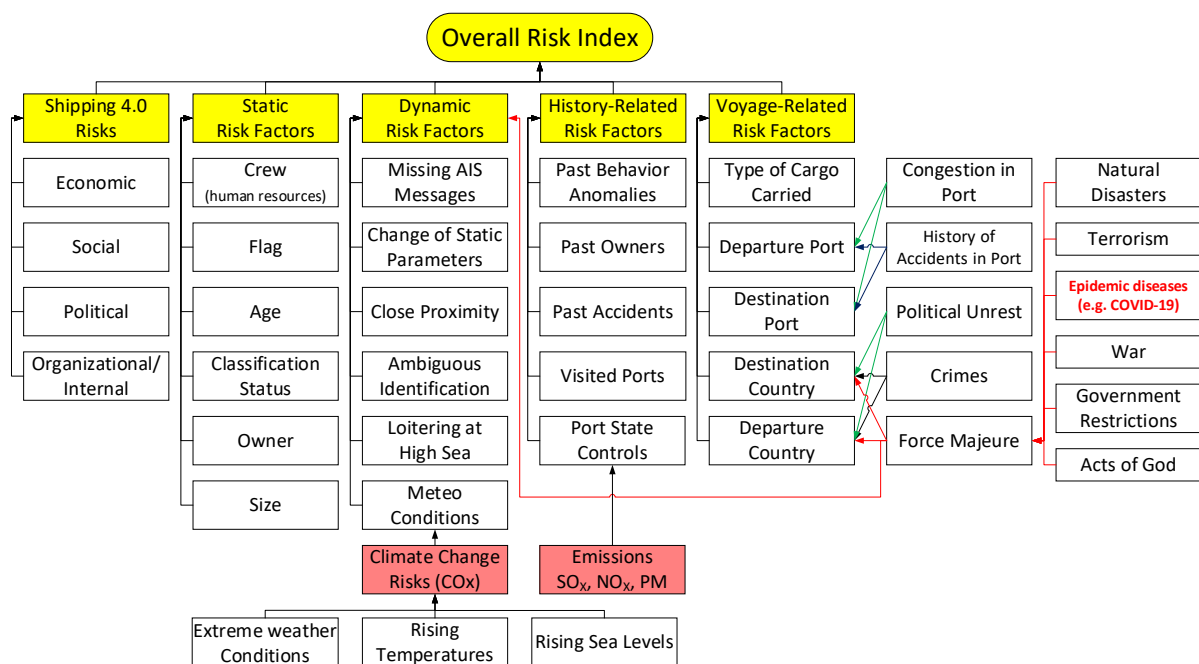 Overall Risk Index
Shipping 4.0
Risks
Static
Risk Factors
Dynamic
Risk Factors
History-Related
Risk Factors
Voyage-Related
Risk Factors
Economic
Social
Political
Organizational/
Internal
Crew
(human resources)
Flag
Age
Classification
Status
Owner
Size
Missing AIS
Messages
Change of Static
Parameters
Close Proximity
Ambiguous
Identification
Loitering at
High Sea
Meteo
Conditions
Climate Change
Risks (COx)
Extreme weather
Conditions
Rising
Temperatures
Rising Sea Levels
Past Behavior
Anomalies
Past Owners
Past Accidents
Visited Ports
Port State
Controls
Emissions
SOX, NOX, PM
Type of Cargo
Carried
Departure Port
Destination
Port
Destination
Country
Departure
Country
Congestion in
Port
History of
Accidents in Port
Political Unrest
Crimes
Force Majeure
Natural
Disasters
Terrorism
Epidemic diseases
(e.g. COVID-19)
War
Government
Restrictions
Acts of God